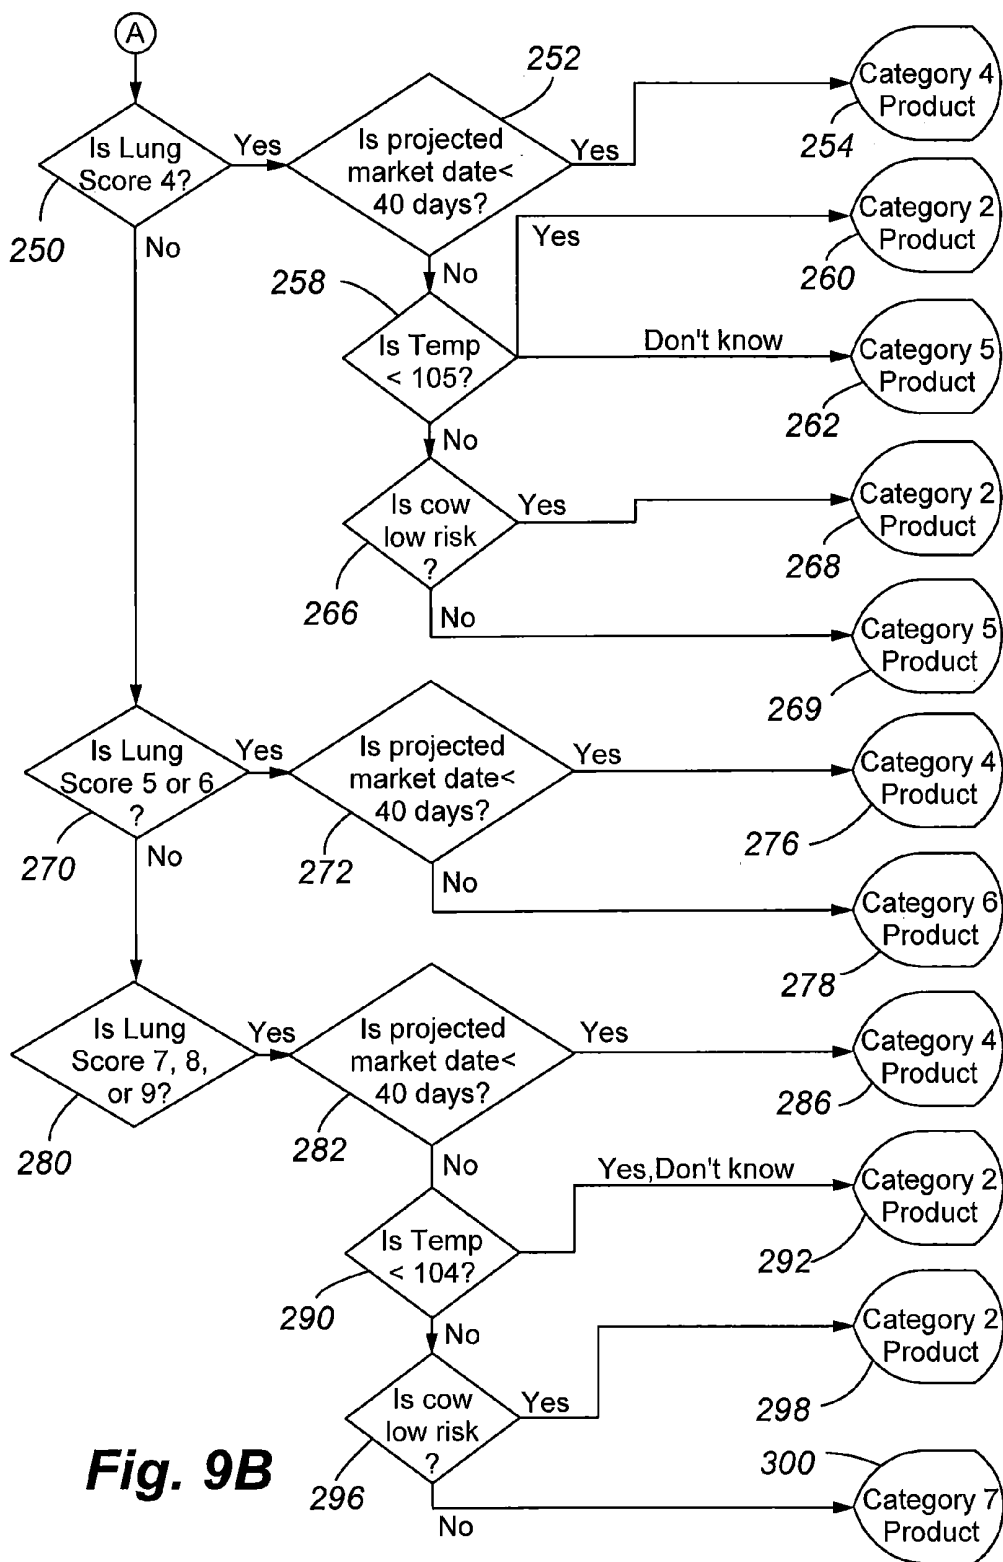 A
252
Is Lung
Score 4?
Yes
Is projected
market date<
40 days?
Yes
Category 4
Product
254
250
No
Yes
Category 2
Product
260
No
258
Is Temp
< 105?
Don't know
Category 5
Product
262
No
Is cow
low risk
?
Yes
Category 2
Product
268
266
No
Category 5
Product
269
Is Lung
Score 5 or 6
?
Yes
Is projected
market date<
40 days?
Yes
Category 4
Product
276
270
No
272
No
Category 6
Product
278
Is Lung
Score 7, 8,
or 9?
Yes
Is projected
market date<
40 days?
Yes
Category 4
Product
286
280
282
No
Yes,Don't know
Category 2
Product
292
Is Temp
< 104?
290
No
Is cow
low risk
?
Yes
Category 2
Product
298
296
No
300
Category 7
Product
Fig. 9B